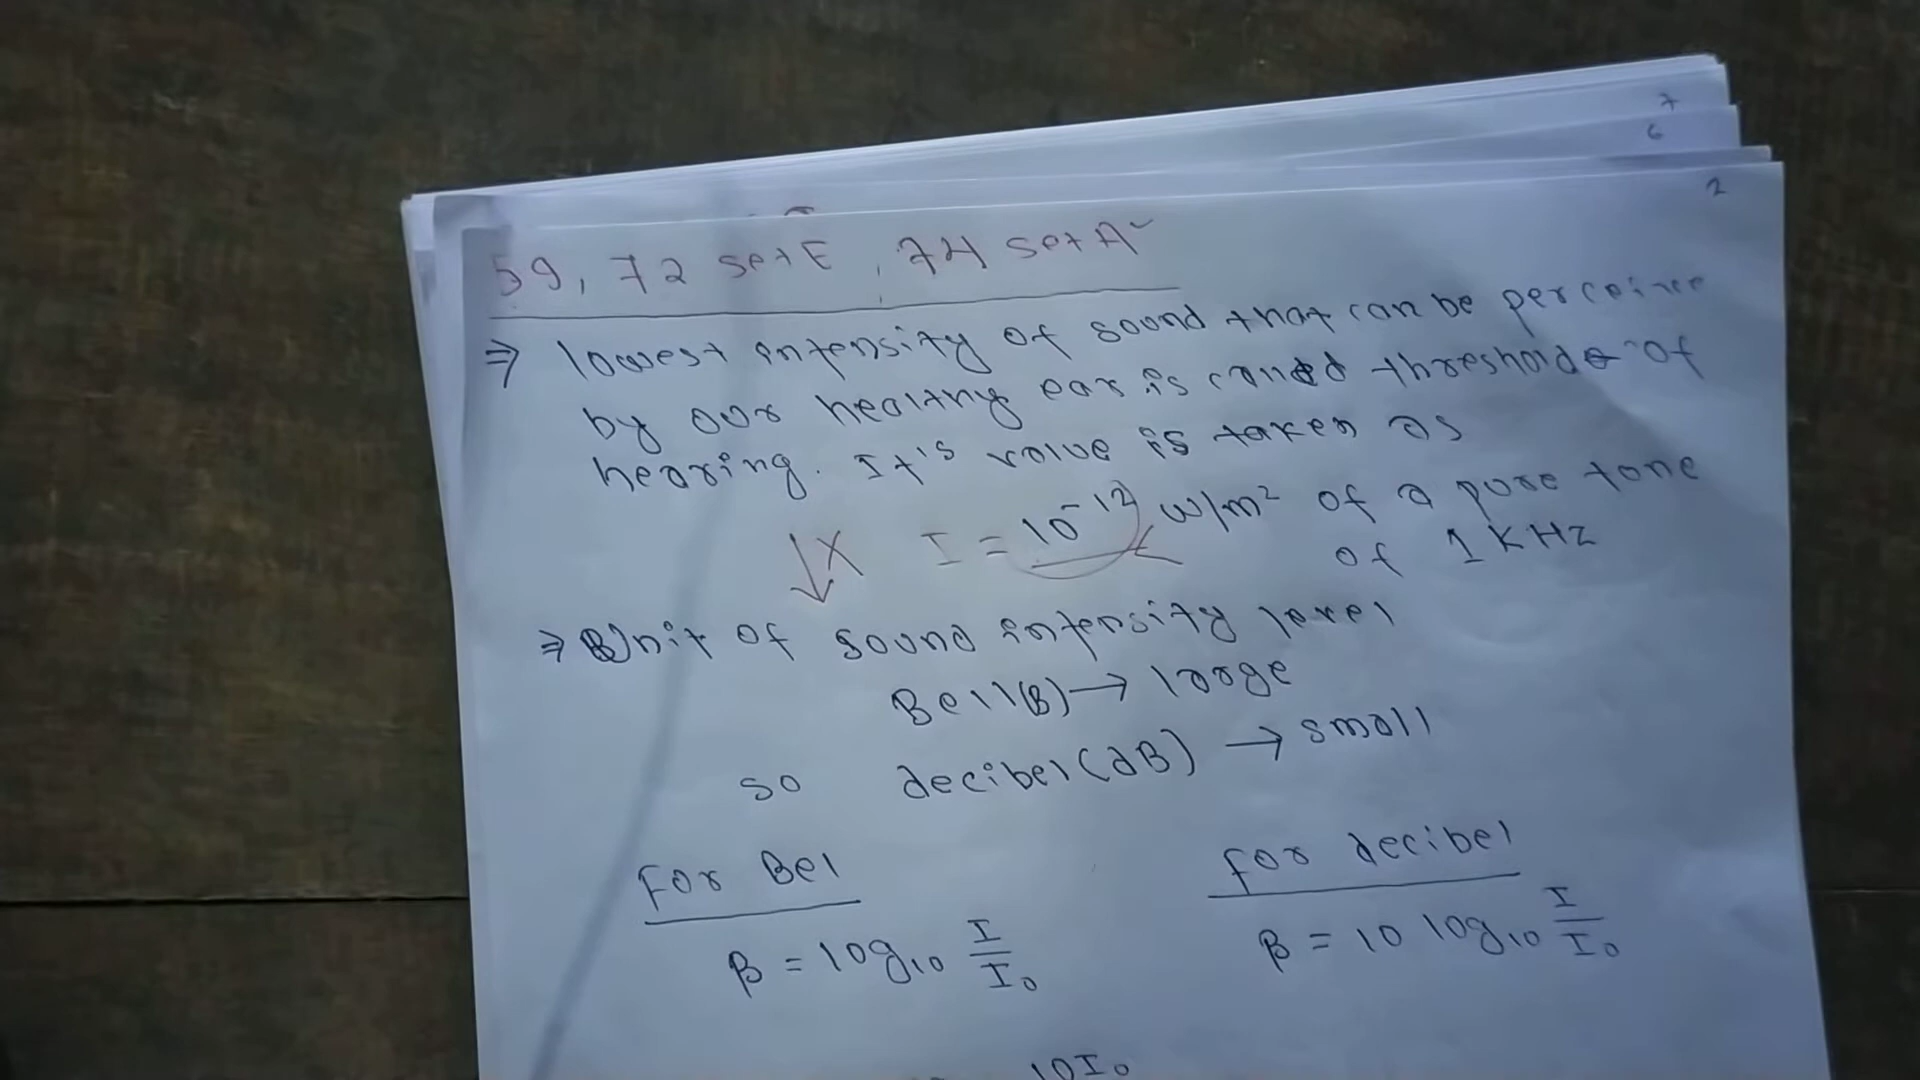 7
6
2
59, 72 set E, 74 set A
⇒ lowest intensity of sound that can be perceive
by our healthy ear is called threshold of
hearing. It's value is taken as
X I = 10⁻¹² W/m² of a pure tone
of 1 KHz
⇒ Unit of sound intensity level
Bell(B) → large
so decibel (dB) → small
For Bel
for decibel
β = log₁₀ I/I₀
β = 10 log₁₀ I/I₀
10I₀